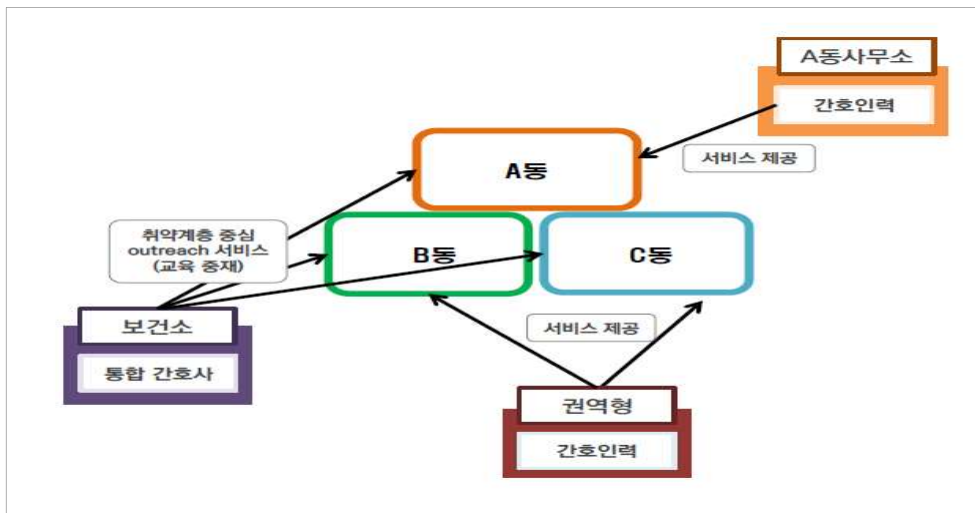 A동사무소
간호인력
서비스 제공
A동
취약계층 중심
outreach 서비스
(교육 중재)
B동
C동
보건소
통합 간호사
서비스 제공
권역형
간호인력